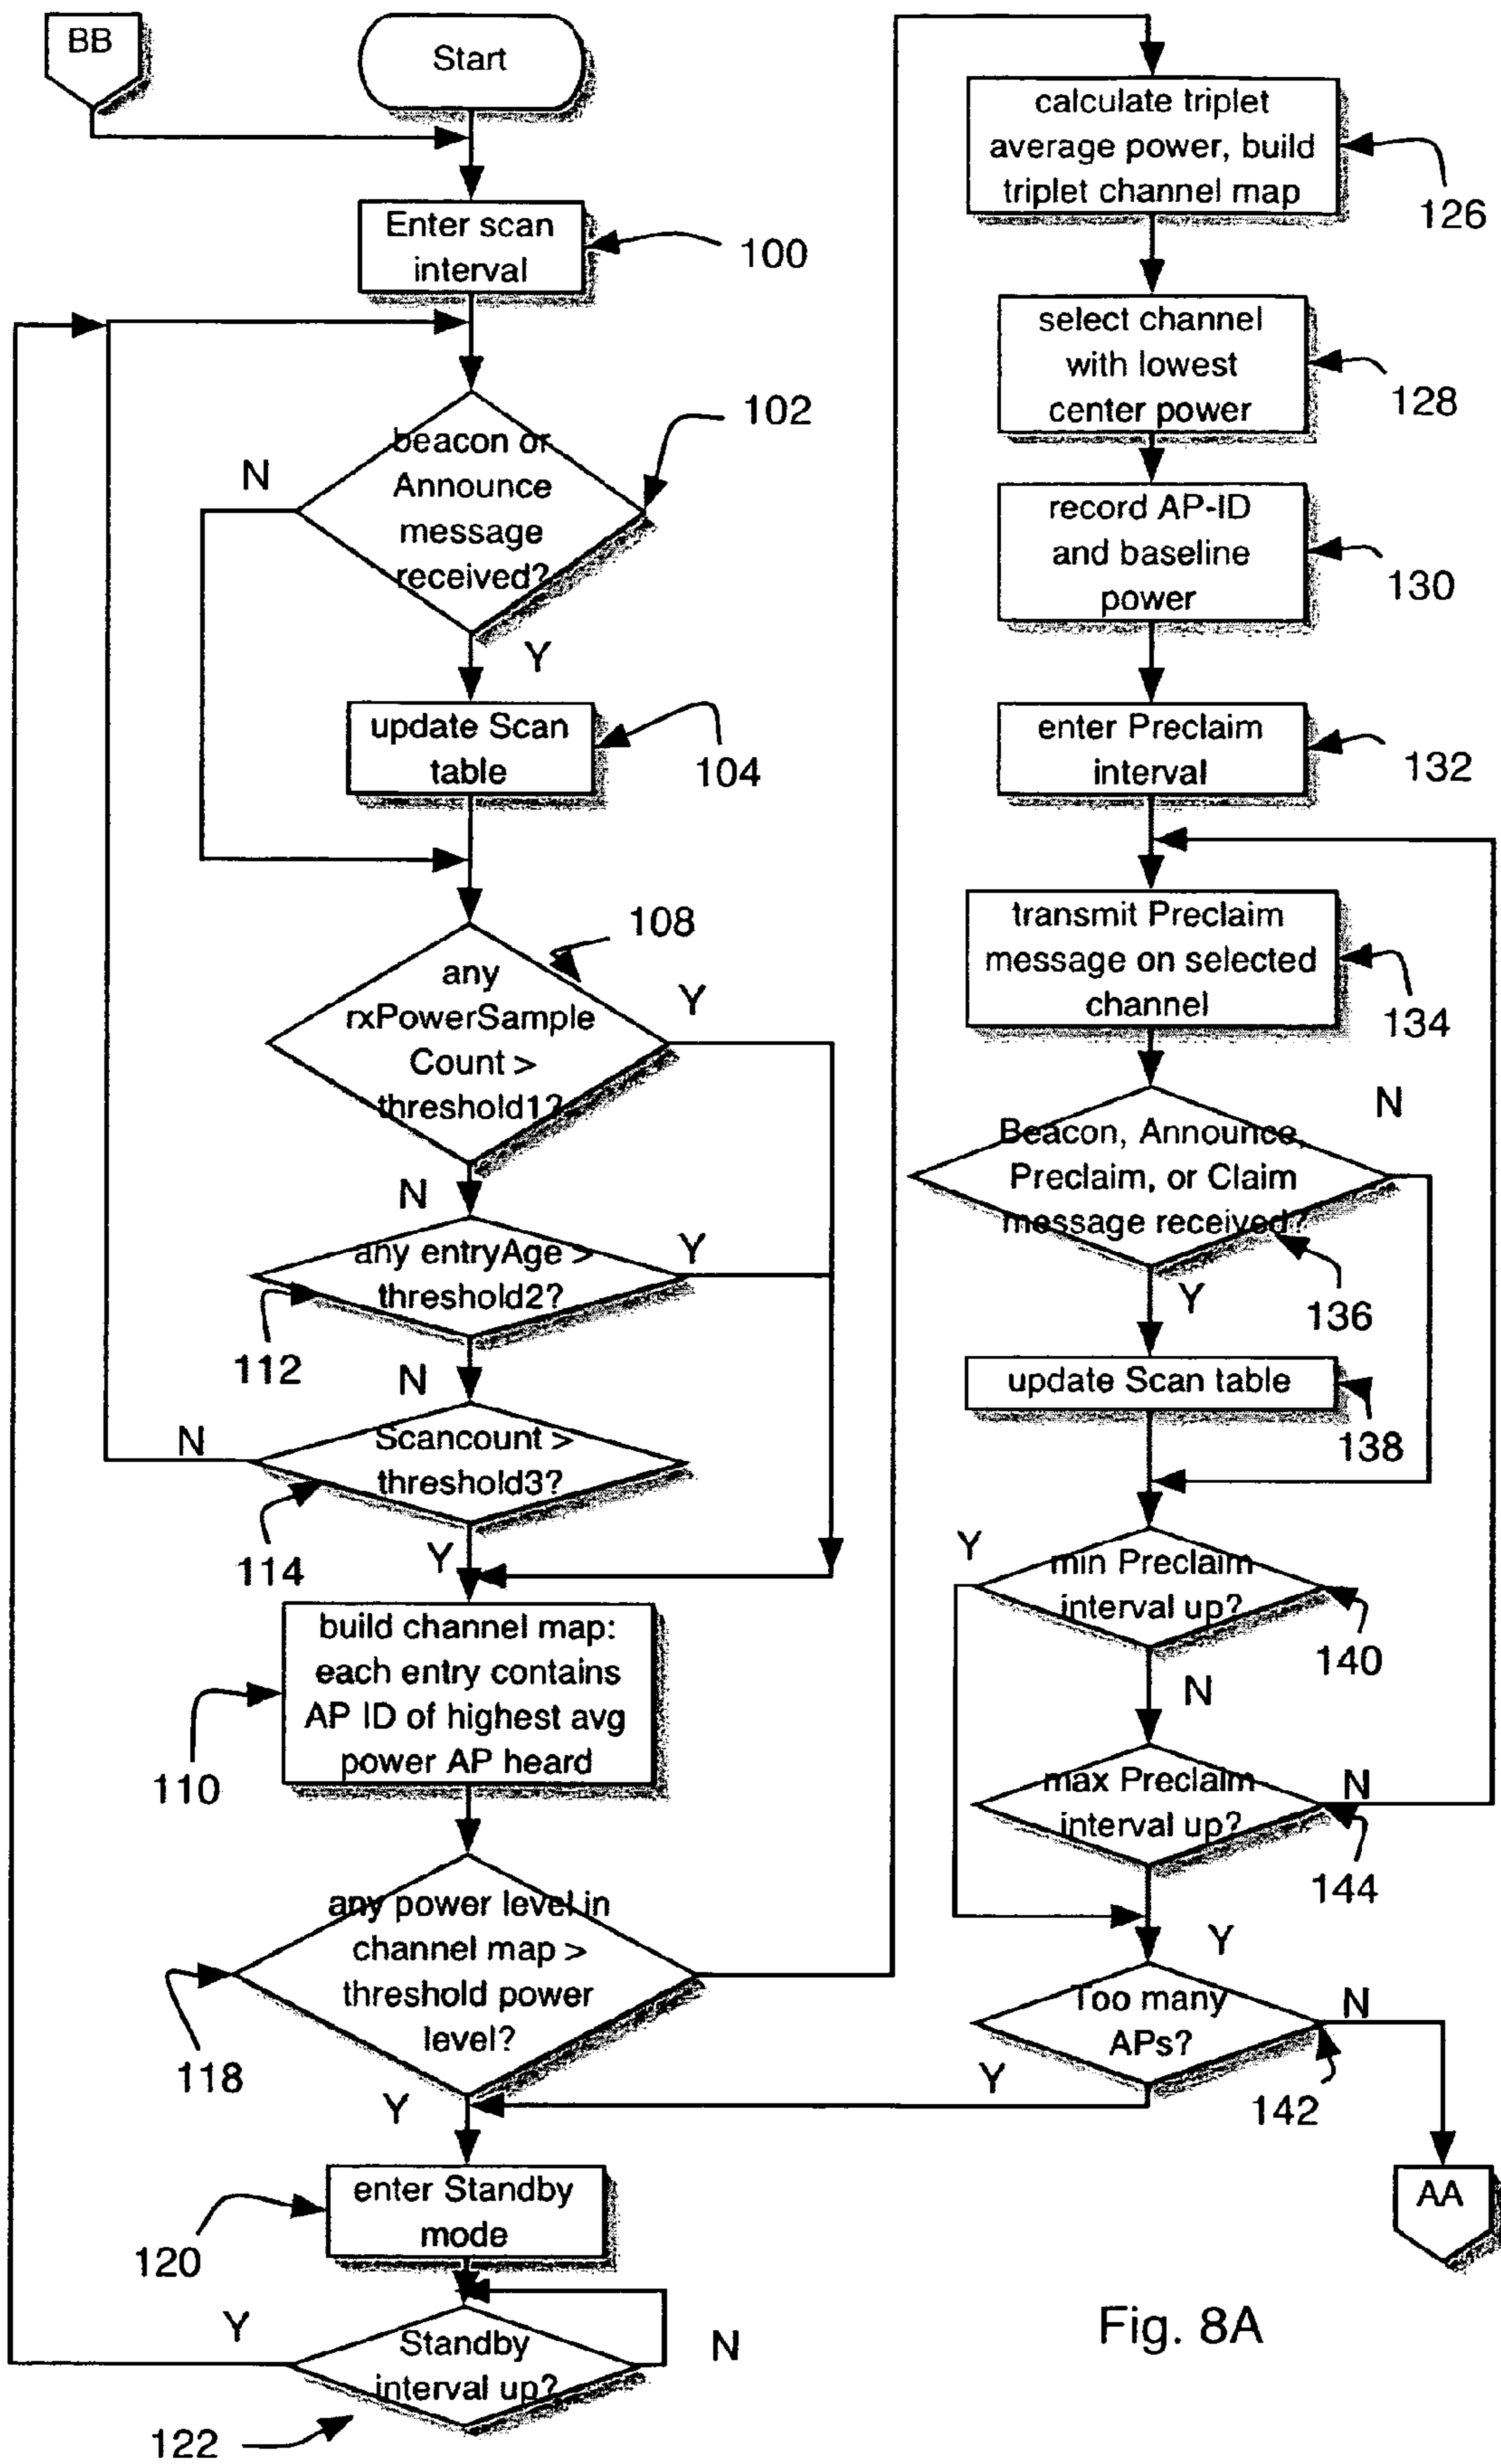 BB
Start
Enter scan
interval
100
beacon or
Announce
message
received?
102
N
Y
update Scan
table
104
any
rxPowerSample
Count >
threshold1?
108
Y
N
any entryAge >
threshold2?
Y
112
N
Scancount >
threshold3?
N
114
Y
build channel map:
each entry contains
AP ID of highest avg
power AP heard
110
any power level in
channel map >
threshold power
level?
118
Y
enter Standby
mode
120
Standby
interval up?
Y
N
122
calculate triplet
average power, build
triplet channel map
126
select channel
with lowest
center power
128
record AP-ID
and baseline
power
130
enter Preclaim
interval
132
transmit Preclaim
message on selected
channel
134
Beacon, Announce,
Preclaim, or Claim
message received?
N
136
Y
update Scan table
138
min Preclaim
interval up?
Y
140
N
max Preclaim
interval up?
N
144
Y
Too many
APs?
N
Y
142
AA
Fig. 8A